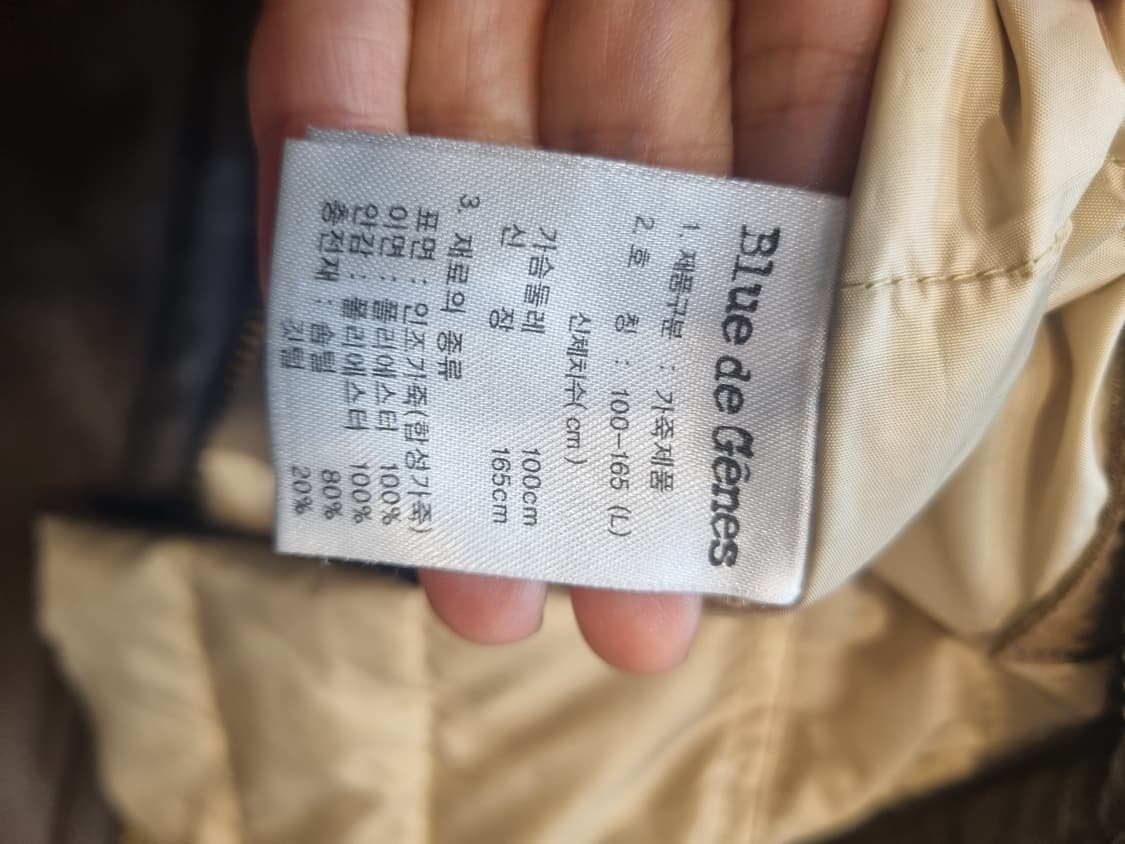 Blue de Gênes
1. 제품구분 : 가죽제품
2. 호 칭 : 100-165 (L)
신체치수( cm )
가슴둘레 100cm
신 장 165cm
3. 재료의 종류
표면 : 인조가죽(합성가죽)
이면 : 폴리에스터 100%
안감 : 폴리에스터 100%
충전재 : 솜털 80%
깃털 20%